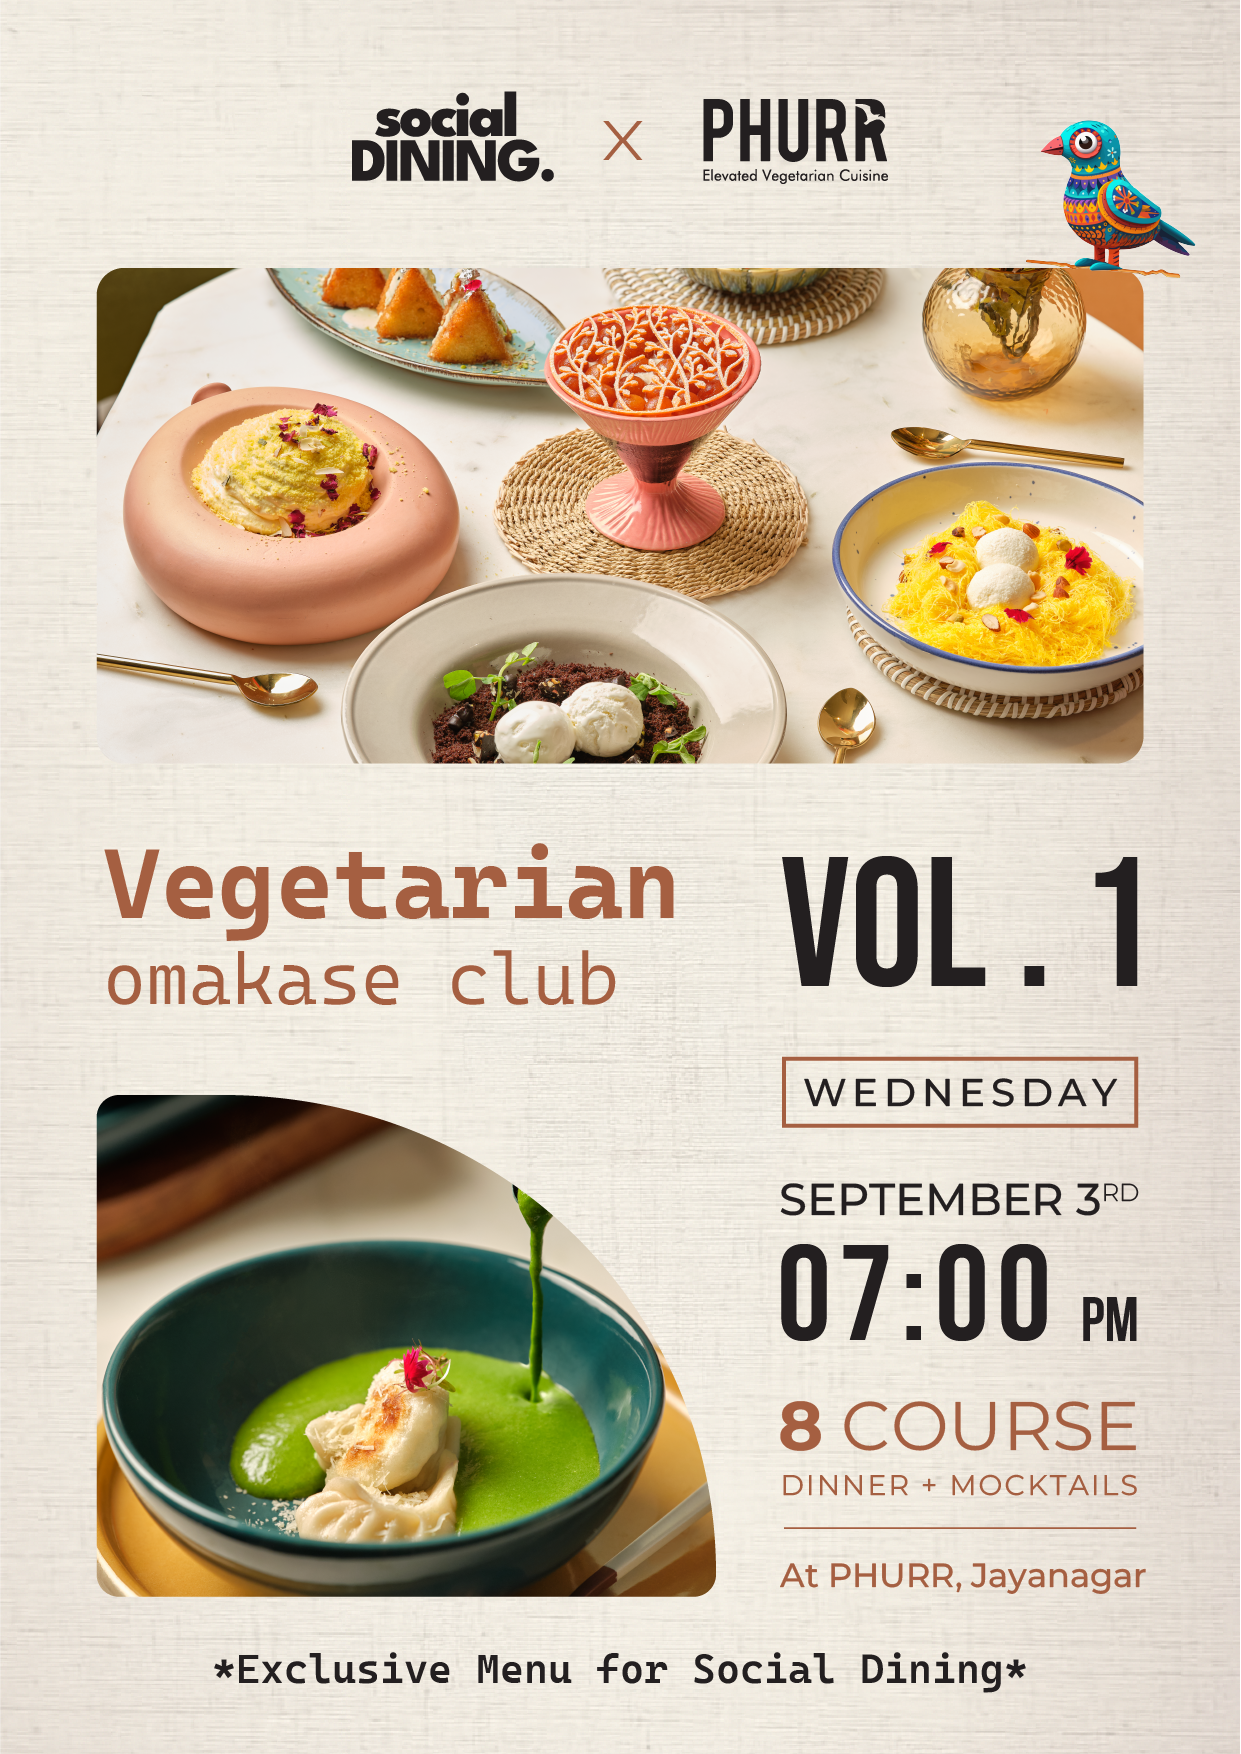 social
DINING.
X
PHURR
Elevated Vegetarian Cuisine
Vegetarian
omakase club
VOL. 1
WEDNESDAY
SEPTEMBER 3RD
07:00 PM
8 COURSE
DINNER + MOCKTAILS
At PHURR, Jayanagar
*Exclusive Menu for Social Dining*